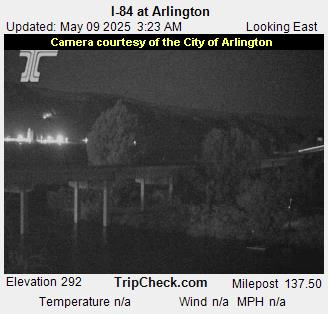 I-84 at Arlington
Updated: May 09 2025 3:23 AM Looking East
Camera courtesy of the City of Arlington
Elevation 292 TripCheck.com Milepost 137.50
Temperature n/a Wind n/a MPH n/a